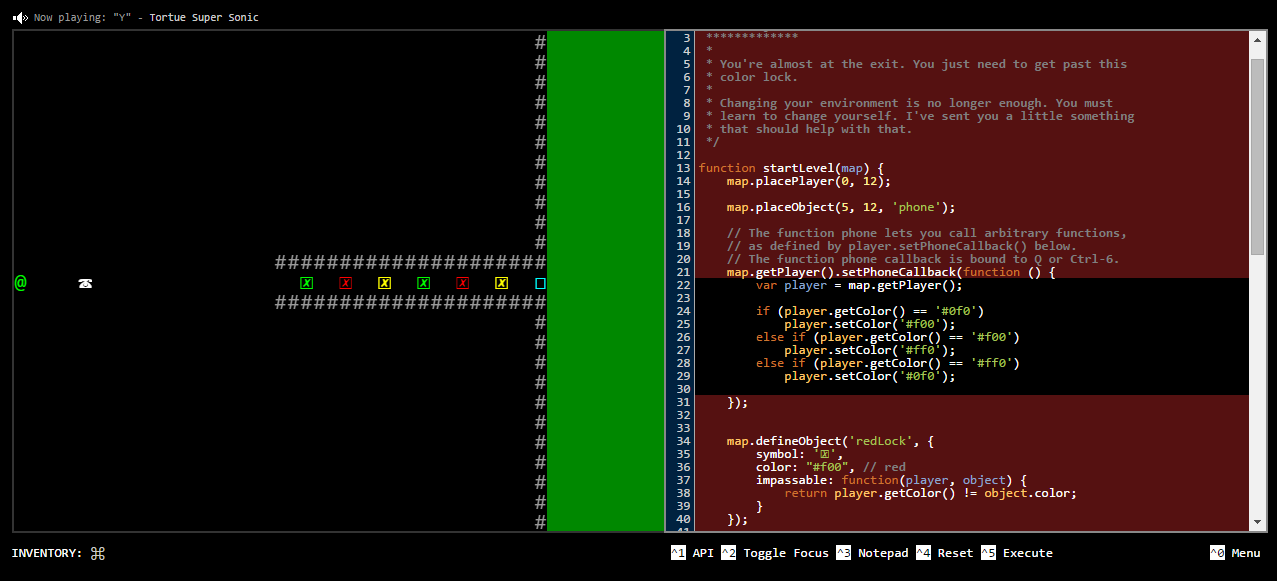 Now playing: "Y" - Tortue Super Sonic
3 *************
4 *
5 * You're almost at the exit. You just need to get past this
6 * color lock.
7 *
8 * Changing your environment is no longer enough. You must
9 * learn to change yourself. I've sent you a little something
10 * that should help with that.
11 */
12
13 function startLevel(map) {
14 map.placePlayer(0, 12);
15
16 map.placeObject(5, 12, 'phone');
17
18 // The function phone lets you call arbitrary functions,
19 // as defined by player.setPhoneCallback() below.
20 // The function phone callback is bound to Q or Ctrl-6.
21 map.getPlayer().setPhoneCallback(function () {
22 var player = map.getPlayer();
23
24 if (player.getColor() == '#0f0')
25 player.setColor('#f00');
26 else if (player.getColor() == '#f00')
27 player.setColor('#ff0');
28 else if (player.getColor() == '#ff0')
29 player.setColor('#0f0');
30
31 });
32
33
34 map.defineObject('redLock', {
35 symbol: '☒',
36 color: "#f00", // red
37 impassable: function(player, object) {
38 return player.getColor() != object.color;
39 }
40 });
INVENTORY: ⌘
^1 API ^2 Toggle Focus ^3 Notepad ^4 Reset ^5 Execute ^0 Menu